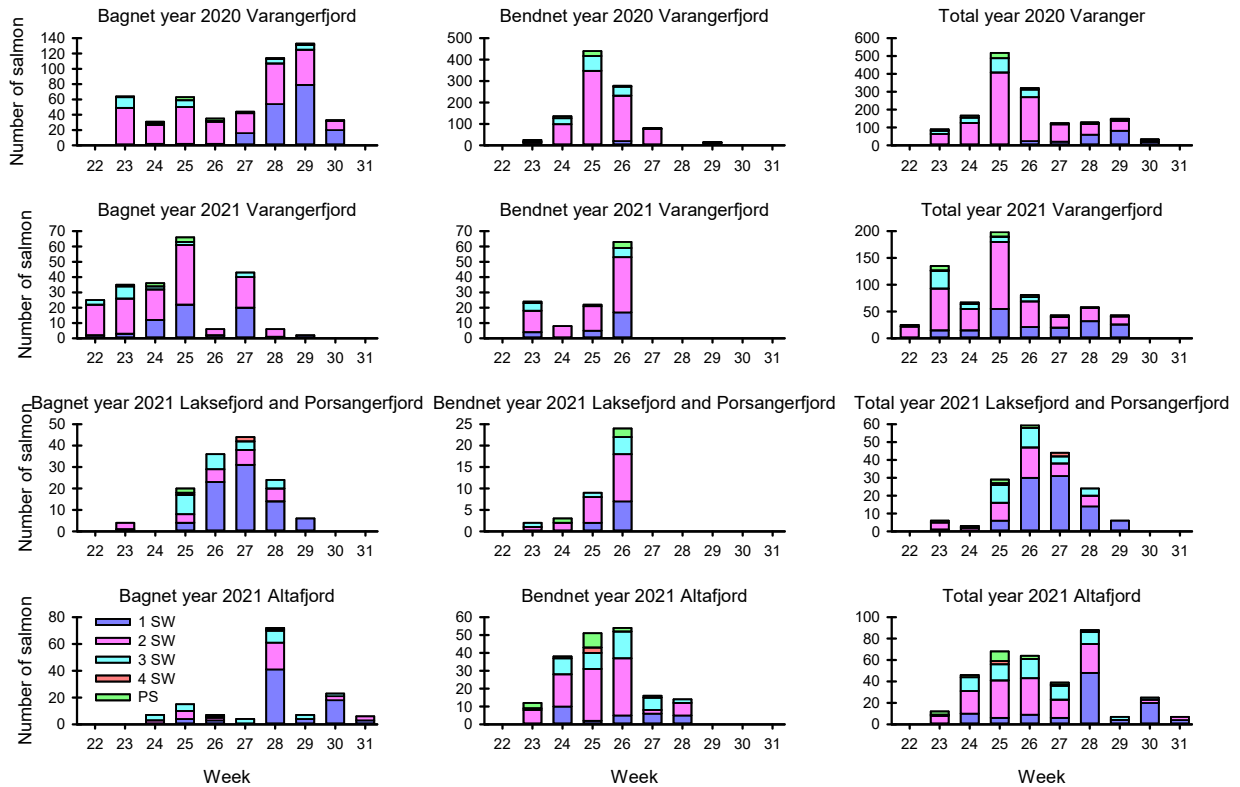 Bagnet year 2020 Varangerfjord
Number of salmon
140
120
100
80
60
40
20
0
22 23 24 25 26 27 28 29 30 31
Bendnet year 2020 Varangerfjord
500
400
300
200
100
0
22 23 24 25 26 27 28 29 30 31
Total year 2020 Varanger
600
500
400
300
200
100
0
22 23 24 25 26 27 28 29 30 31
Bagnet year 2021 Varangerfjord
Number of salmon
70
60
50
40
30
20
10
0
22 23 24 25 26 27 28 29 30 31
Bendnet year 2021 Varangerfjord
70
60
50
40
30
20
10
0
22 23 24 25 26 27 28 29 30 31
Total year 2021 Varangerfjord
200
150
100
50
0
22 23 24 25 26 27 28 29 30 31
Bagnet year 2021 Laksefjord and Porsangerfjord
Number of salmon
50
40
30
20
10
0
22 23 24 25 26 27 28 29 30 31
Bendnet year 2021 Laksefjord and Porsangerfjord
25
20
15
10
5
0
22 23 24 25 26 27 28 29 30 31
Total year 2021 Laksefjord and Porsangerfjord
60
50
40
30
20
10
0
22 23 24 25 26 27 28 29 30 31
Bagnet year 2021 Altafjord
Number of salmon
80
60
40
20
0
1 SW
2 SW
3 SW
4 SW
PS
22 23 24 25 26 27 28 29 30 31
Week
Bendnet year 2021 Altafjord
60
50
40
30
20
10
0
22 23 24 25 26 27 28 29 30 31
Week
Total year 2021 Altafjord
100
80
60
40
20
0
22 23 24 25 26 27 28 29 30 31
Week